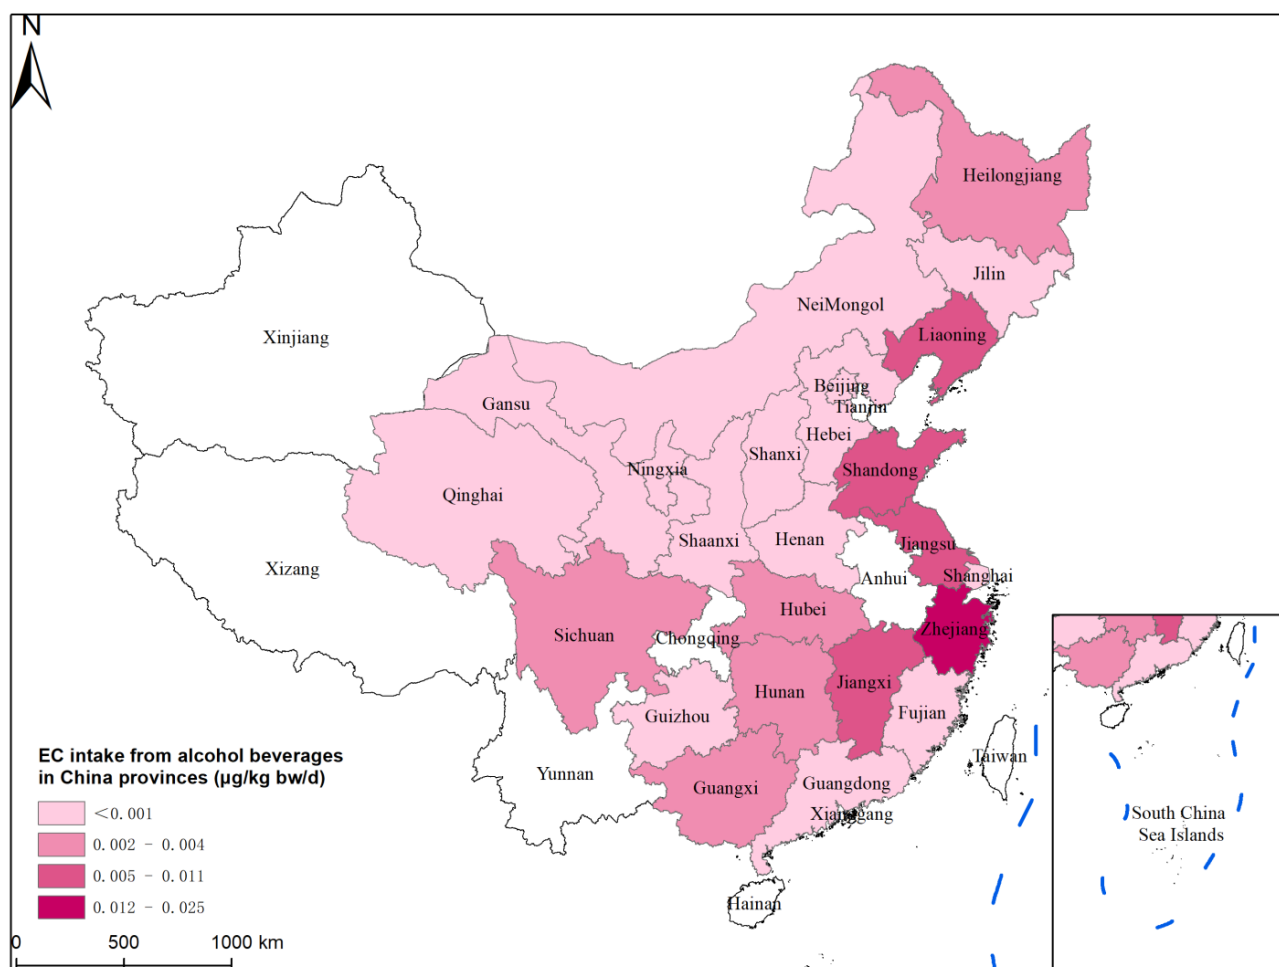 N
Heilongjiang
Jilin
NeiMongol
Liaoning
Xinjiang
Beijing
Tianjin
Gansu
Hebei
Shanxi
Shandong
Ningxia
Qinghai
Shaanxi
Henan
Jiangsu
Xizang
Anhui
Shanghai
Hubei
Zhejiang
Sichuan
Chongqing
Jiangxi
Hunan
Guizhou
Fujian
Taiwan
Yunnan
Guangxi
Guangdong
Xianggang
Hainan
South China
Sea Islands
EC intake from alcohol beverages
in China provinces (μg/kg bw/d)
<0.001
0.002 - 0.004
0.005 - 0.011
0.012 - 0.025
0 500 1000 km